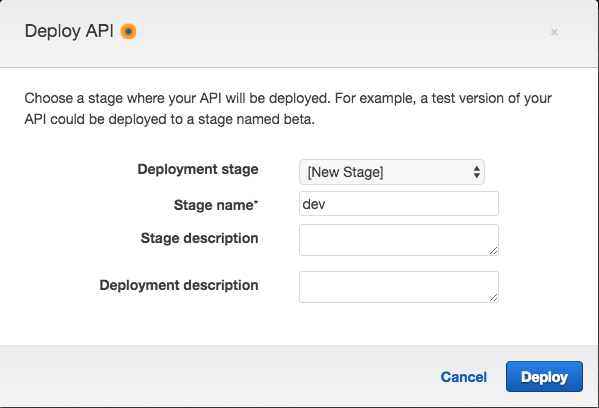 Deploy API
×
Choose a stage where your API will be deployed. For example, a test version of your
API could be deployed to a stage named beta.
Deployment stage [New Stage]
Stage name* dev
Stage description
Deployment description
Cancel Deploy